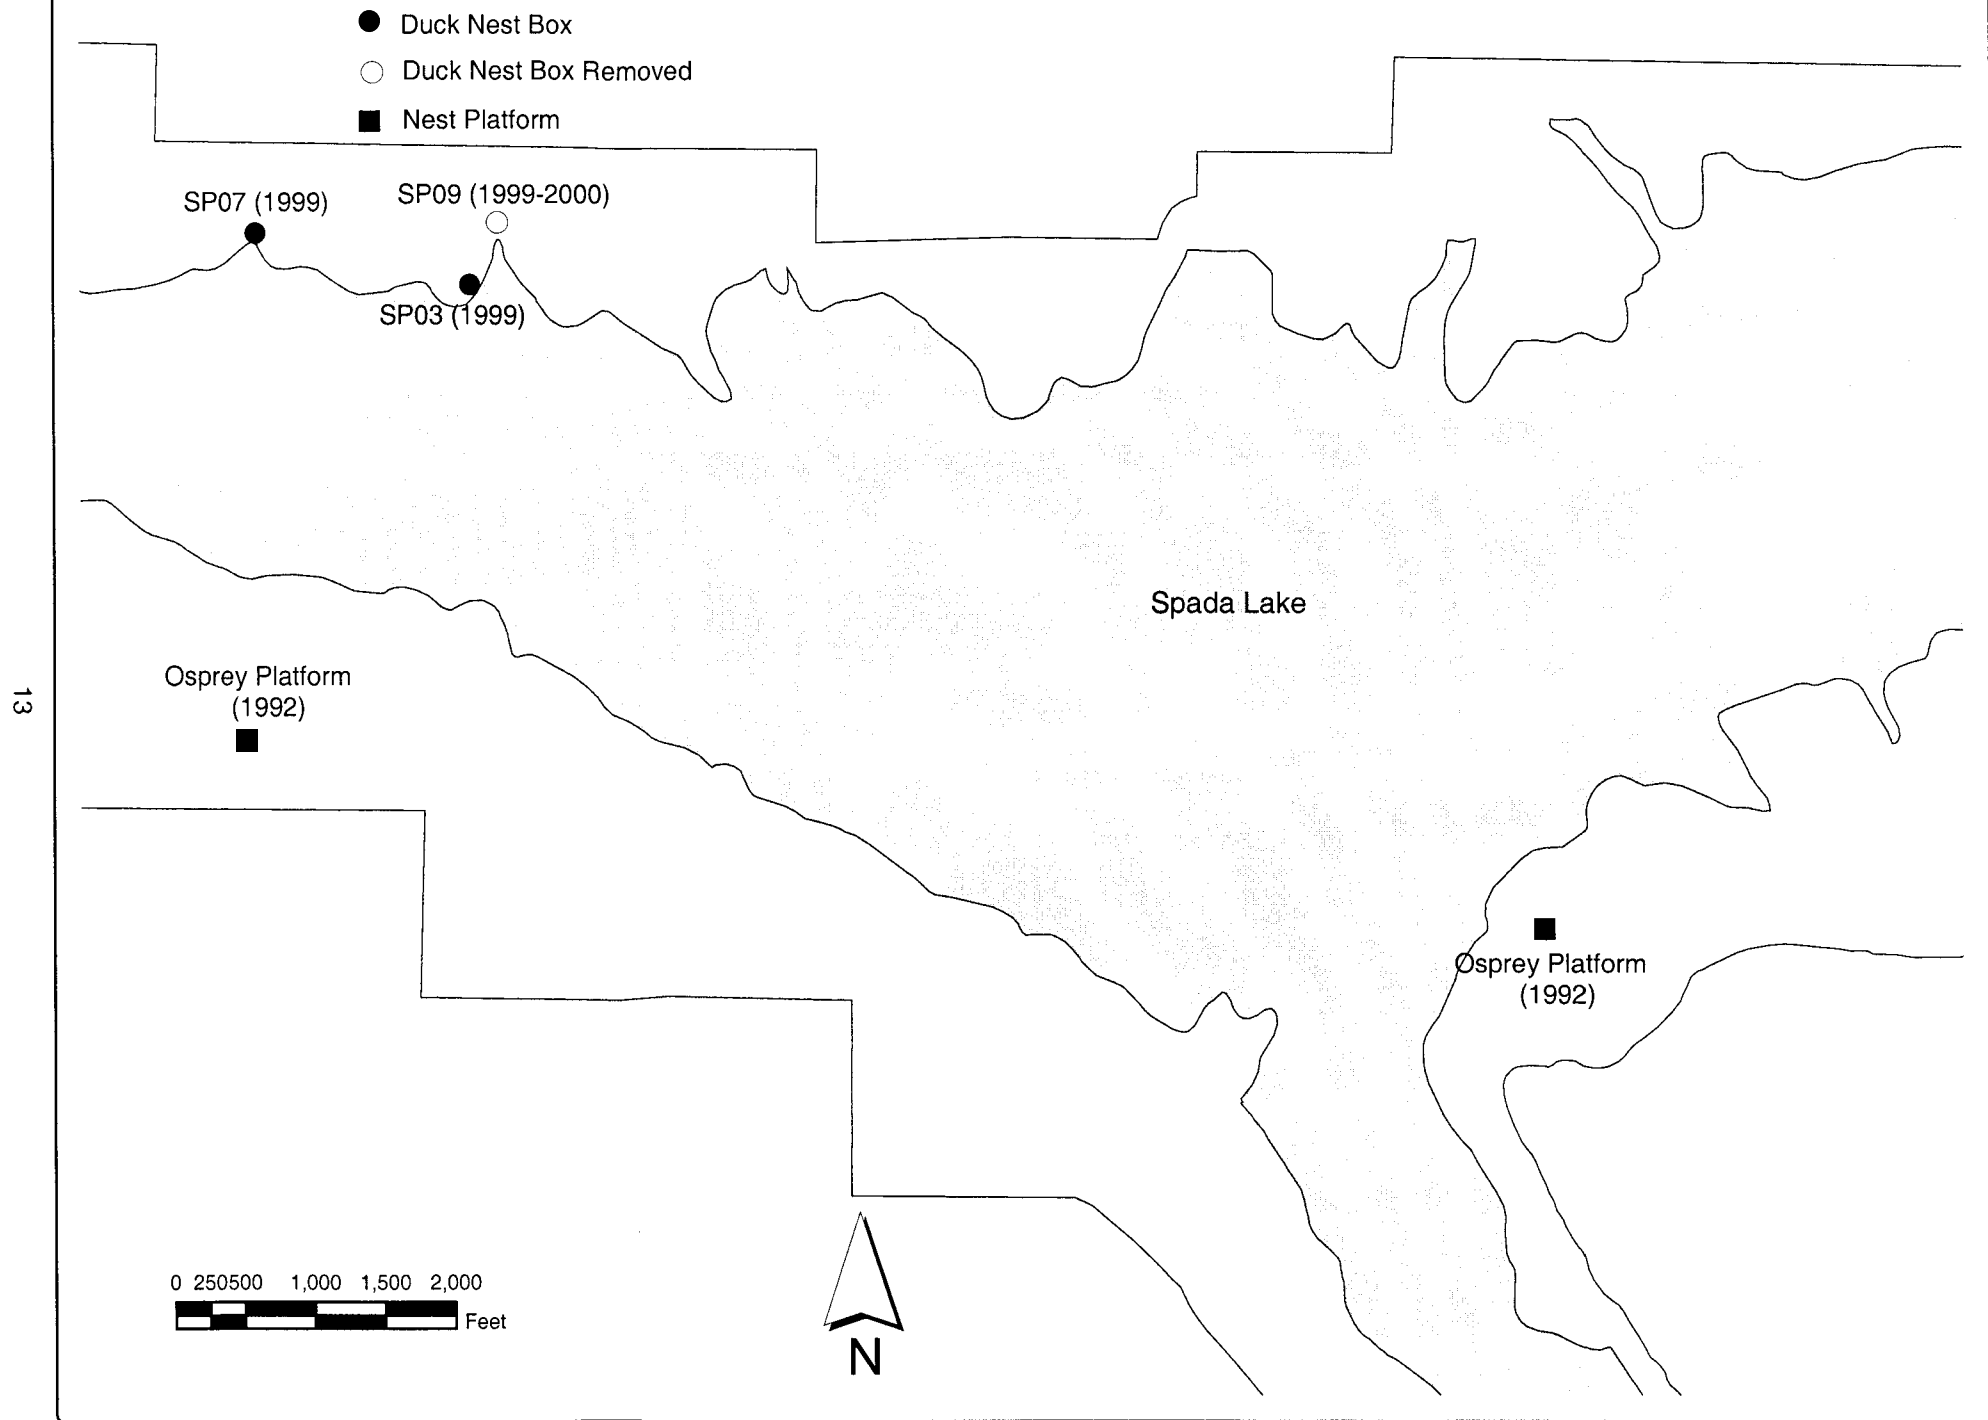 Duck Nest Box
Duck Nest Box Removed
Nest Platform
SP07 (1999)
SP09 (1999-2000)
SP03 (1999)
Spada Lake
Osprey Platform
(1992)
13
Osprey Platform
(1992)
0 250500 1,000 1,500 2,000
Feet
N